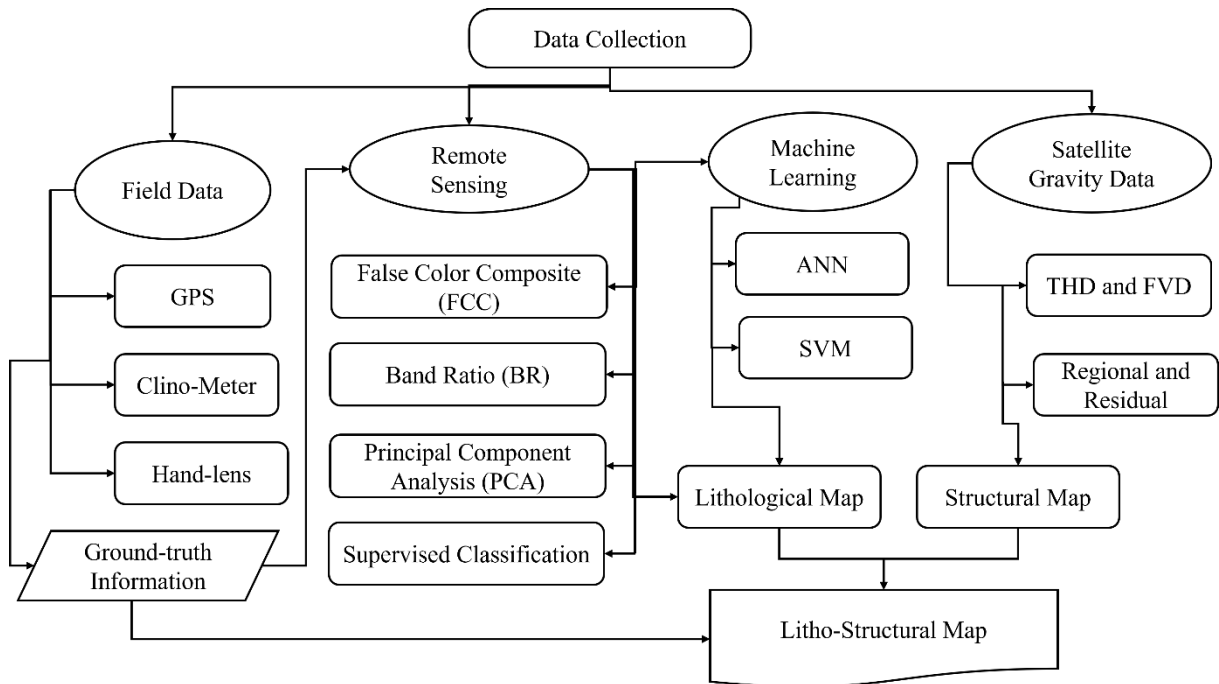 Data Collection
Field Data
Remote
Sensing
Machine
Learning
Satellite
Gravity Data
GPS
Clino-Meter
Hand-lens
Ground-truth
Information
False Color Composite
(FCC)
Band Ratio (BR)
Principal Component
Analysis (PCA)
Supervised Classification
ANN
SVM
Lithological Map
THD and FVD
Regional and
Residual
Structural Map
Litho-Structural Map